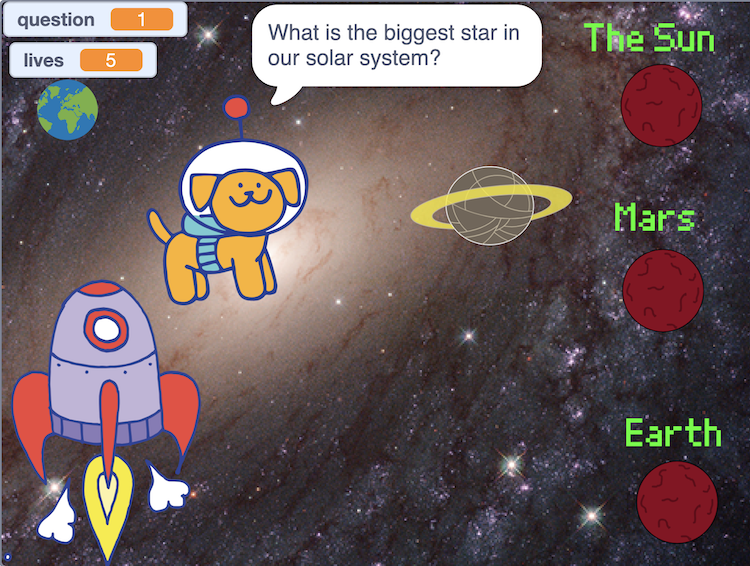 question 1
lives 5
What is the biggest star in
our solar system?
The Sun
Mars
Earth